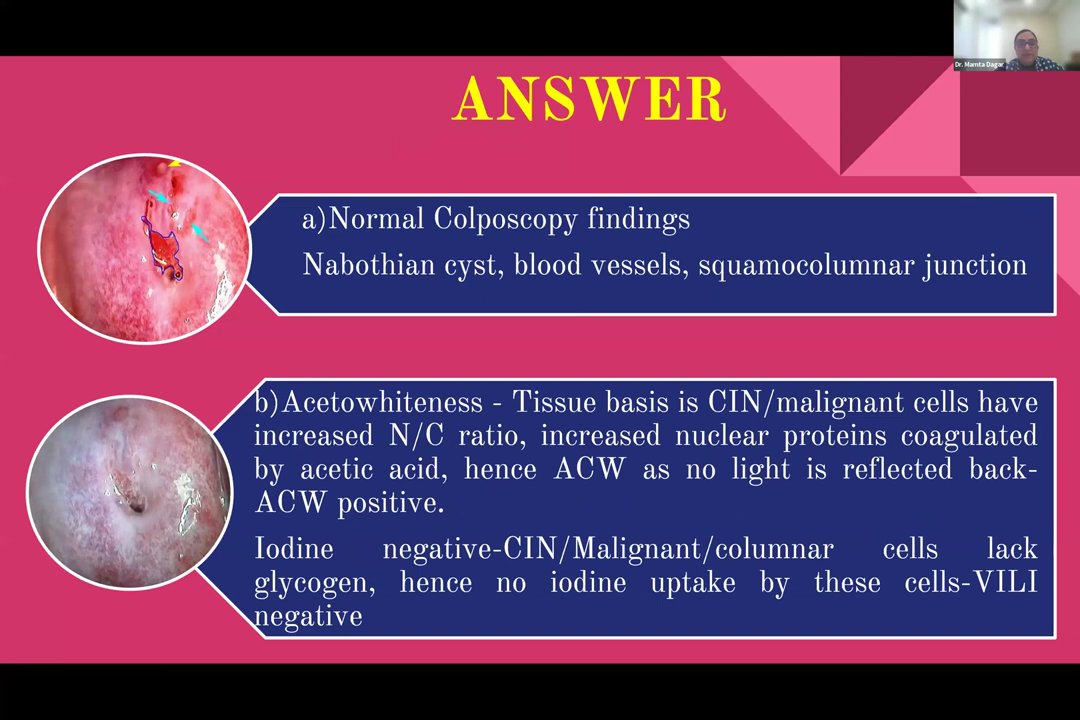 Dr. Mamta Dagar
ANSWER
a)Normal Colposcopy findings
Nabothian cyst, blood vessels, squamocolumnar junction
b)Acetowhiteness - Tissue basis is CIN/malignant cells have
increased N/C ratio, increased nuclear proteins coagulated
by acetic acid, hence ACW as no light is reflected back-
ACW positive.
Iodine negative-CIN/Malignant/columnar cells lack
glycogen, hence no iodine uptake by these cells-VILI
negative